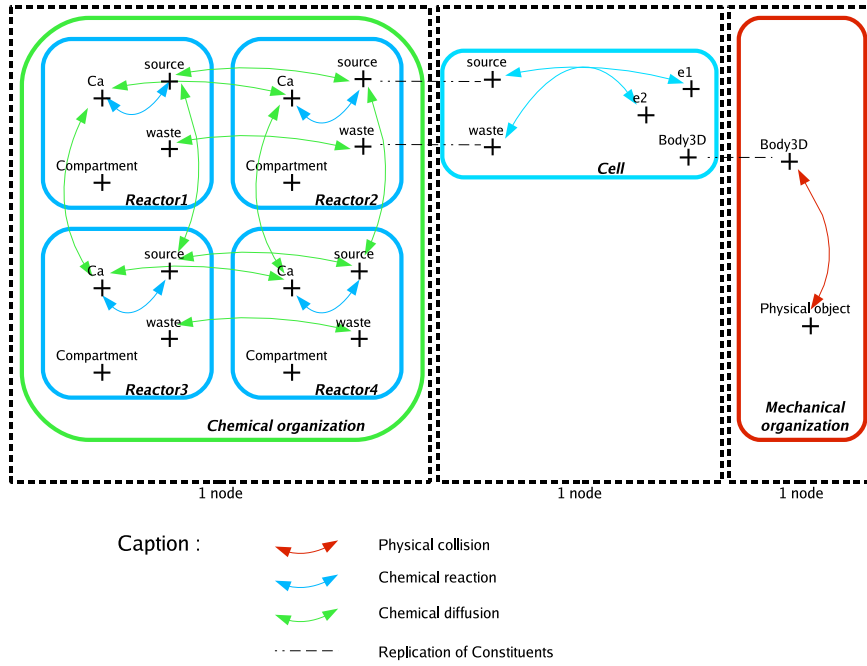 source
Ca
waste
Compartment
Reactor1
source
Ca
waste
Compartment
Reactor2
source
Ca
waste
Compartment
Reactor3
source
Ca
waste
Compartment
Reactor4
Chemical organization
1 node
source
waste
e1
e2
Body3D
Cell
1 node
Body3D
Physical object
Mechanical
organization
1 node
Caption :
Physical collision
Chemical reaction
Chemical diffusion
Replication of Constituents